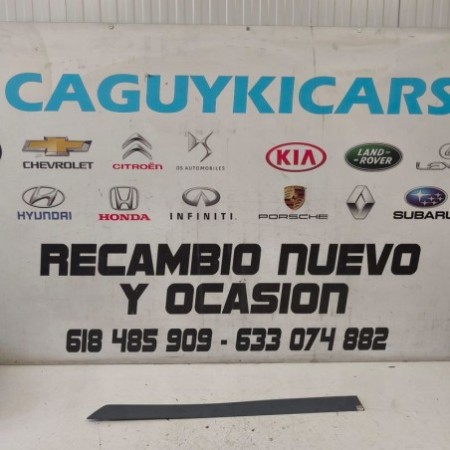 CAGUYKICARS
CHEVROLET CITROËN DS AUTOMOBILES KIA LAND-ROVER LEX
HYUNDAI HONDA INFINITI. PORSCHE SUBARU
RECAMBIO NUEVO
Y OCASION
618 485 909 - 633 074 882